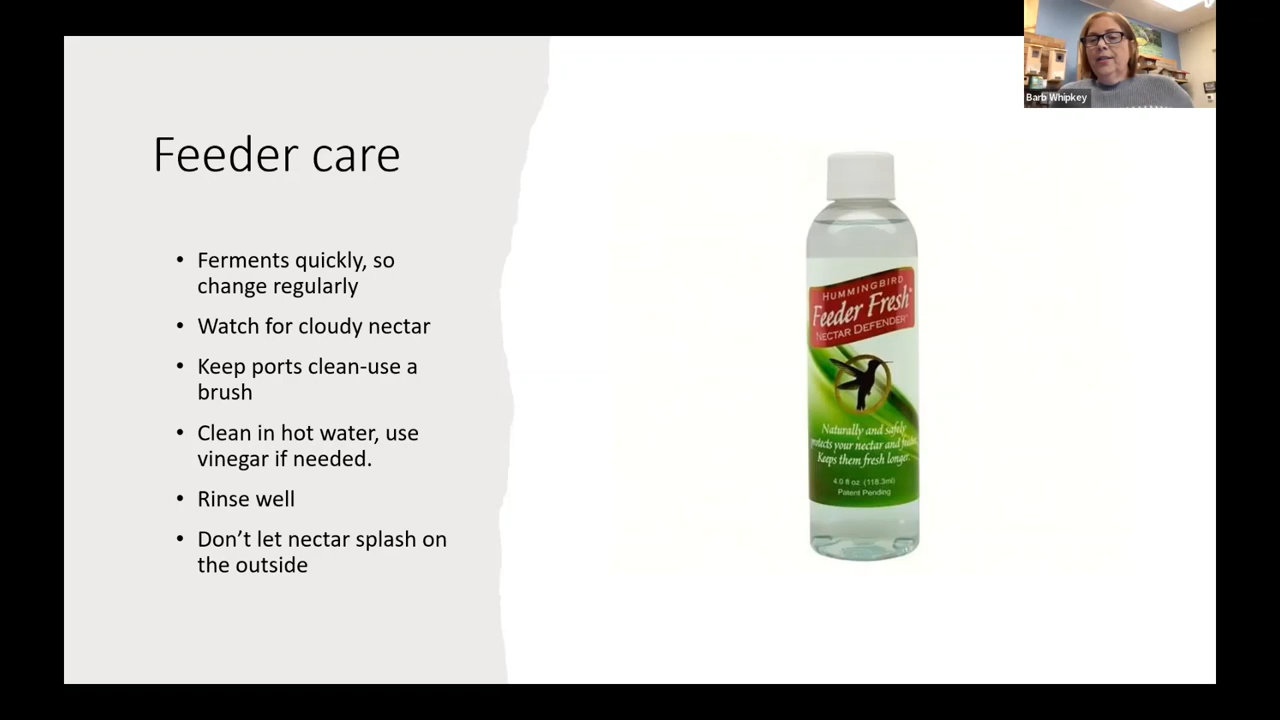 Barb Whipkey
Feeder care
• Ferments quickly, so
change regularly
• Watch for cloudy nectar
• Keep ports clean-use a
brush
• Clean in hot water, use
vinegar if needed.
• Rinse well
• Don't let nectar splash on
the outside
HUMMINGBIRD
Feeder Fresh
NECTAR DEFENDER
Naturally and safely
protects your nectar and feeder.
Keeps them fresh longer.
4.0 fl oz (118.3ml)
Patent Pending